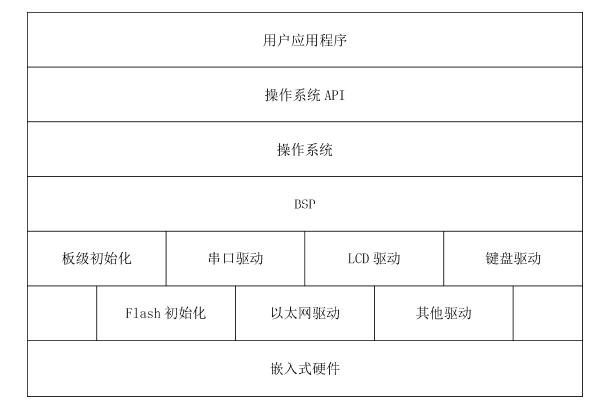 用户应用程序
操作系统 API
操作系统
BSP
板级初始化 串口驱动 LCD 驱动 键盘驱动
Flash 初始化 以太网驱动 其他驱动
嵌入式硬件